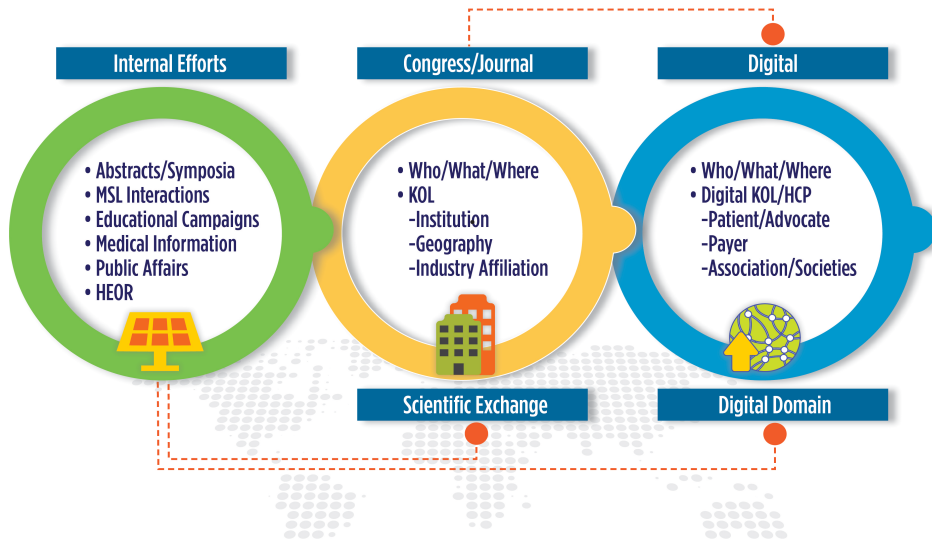 Internal Efforts
• Abstracts/Symposia
• MSL Interactions
• Educational Campaigns
• Medical Information
• Public Affairs
• HEOR
Congress/Journal
• Who/What/Where
• KOL
-Institution
-Geography
-Industry Affiliation
Scientific Exchange
Digital
• Who/What/Where
• Digital KOL/HCP
-Patient/Advocate
-Payer
-Association/Societies
Digital Domain